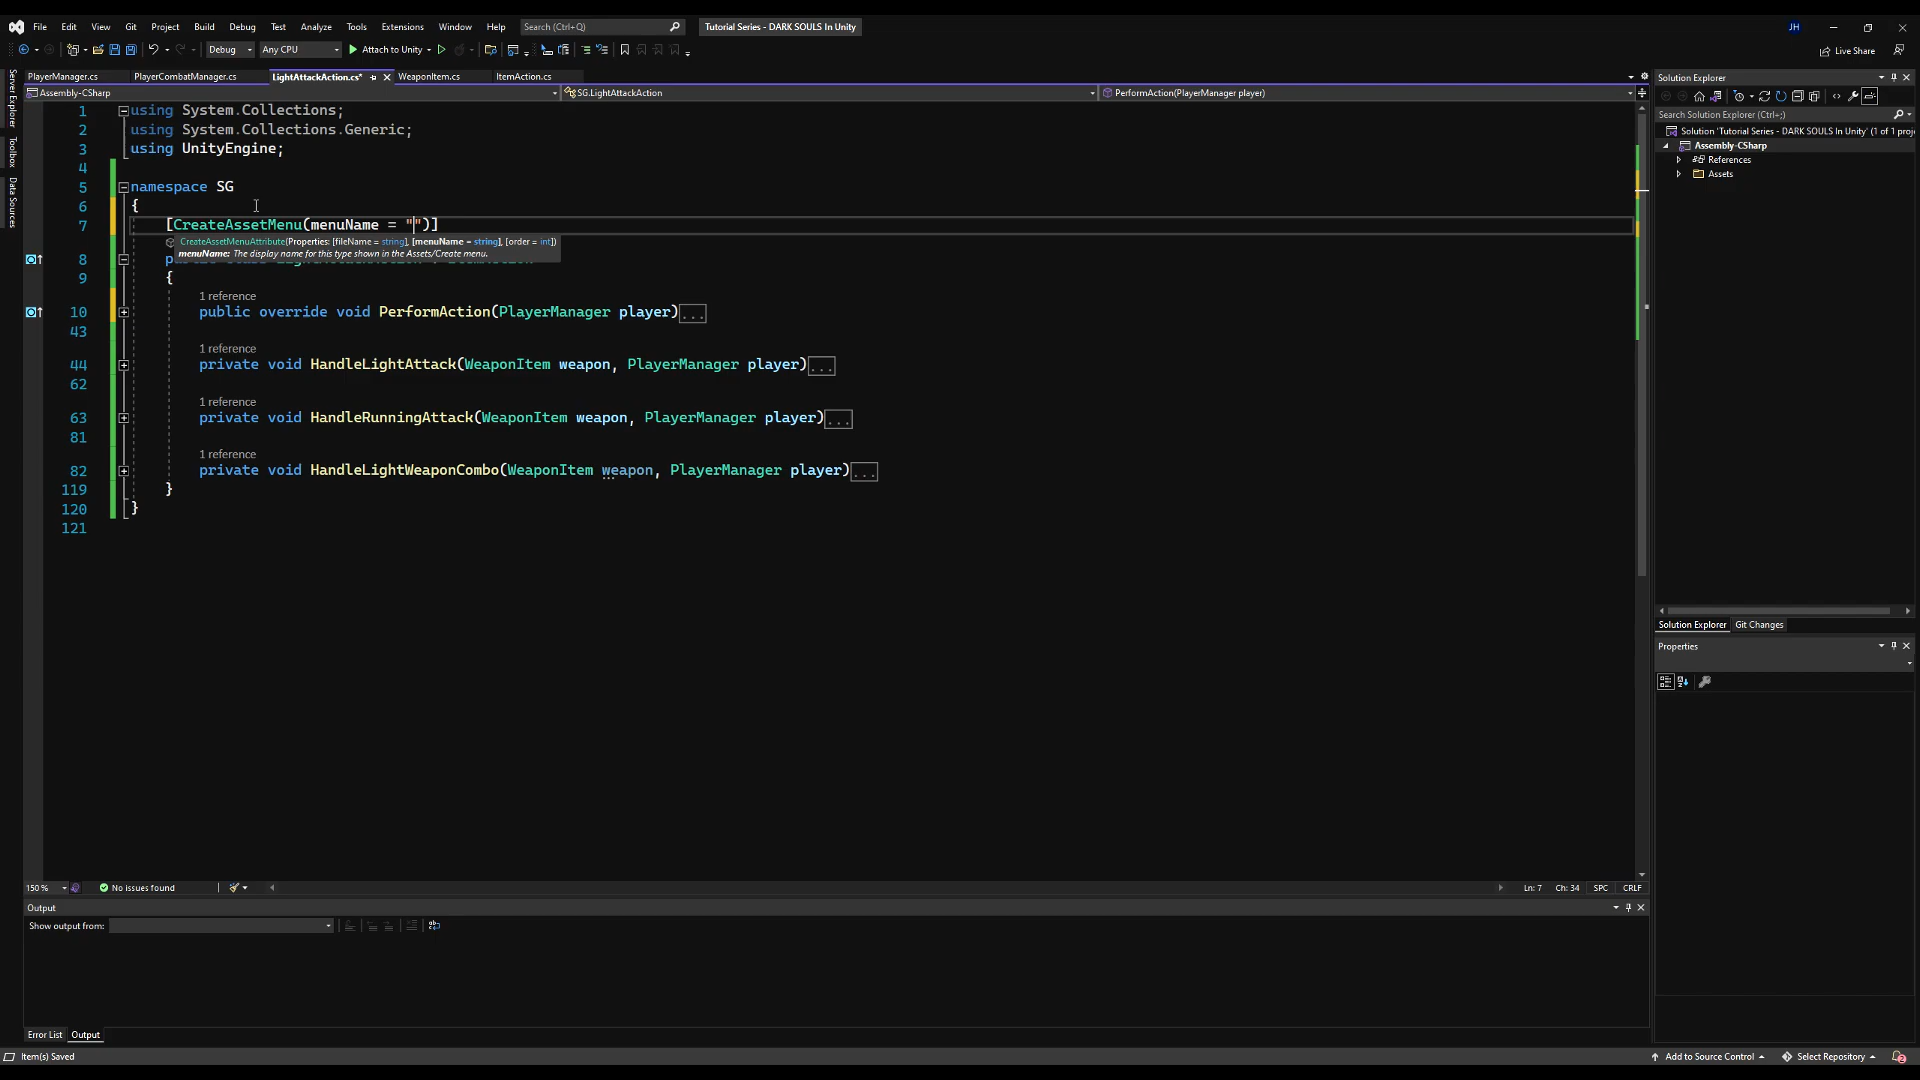 File Edit View Git Project Build Debug Test Analyze Tools Extensions Window Help Search (Ctrl+Q) Tutorial Series - DARK SOULS In Unity JH
Debug Any CPU Attach to Unity Live Share
PlayerManager.cs PlayerCombatManager.cs LightAttackAction.cs* WeaponItem.cs ItemAction.cs
Assembly-CSharp SG.LightAttackAction PerformAction(PlayerManager player)
Server Explorer
Toolbox
Data Sources
1 using System.Collections;
2 using System.Collections.Generic;
3 using UnityEngine;
4
5 namespace SG
6 {
7 [CreateAssetMenu(menuName = "")]
CreateAssetMenuAttribute(Properties: [fileName = string], [menuName = string], [order = int])
menuName: The display name for this type shown in the Assets/Create menu.
8
9 {
1 reference
10 public override void PerformAction(PlayerManager player)...
43
1 reference
44 private void HandleLightAttack(WeaponItem weapon, PlayerManager player)...
62
1 reference
63 private void HandleRunningAttack(WeaponItem weapon, PlayerManager player)...
81
1 reference
82 private void HandleLightWeaponCombo(WeaponItem weapon, PlayerManager player)...
119 }
120 }
121
Solution Explorer
Search Solution Explorer (Ctrl+;)
Solution 'Tutorial Series - DARK SOULS In Unity' (1 of 1 proj
Assembly-CSharp
References
Assets
Solution Explorer Git Changes
Properties
150 % No issues found Ln: 7 Ch: 34 SPC CRLF
Output
Show output from:
Error List Output
Item(s) Saved Add to Source Control Select Repository 2